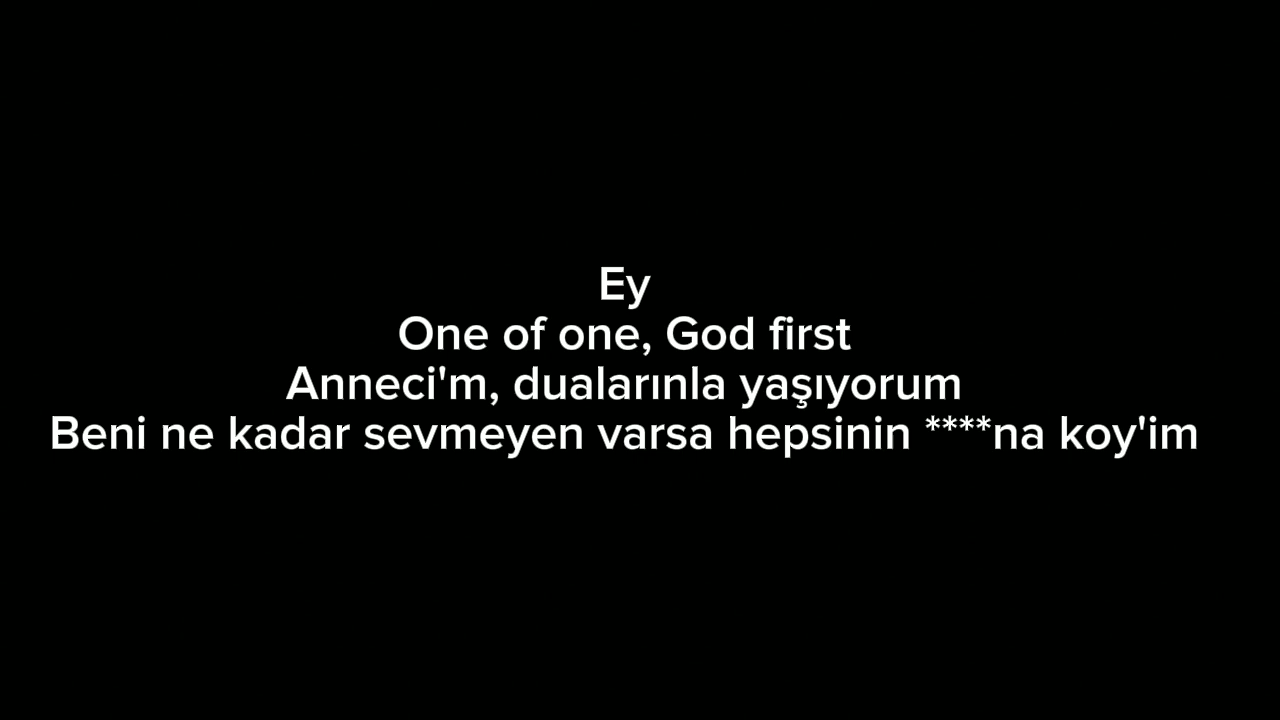 Ey
One of one, God first
Anneci'm, dualarınla yaşıyorum
Beni ne kadar sevmeyen varsa hepsinin ****na koy'im